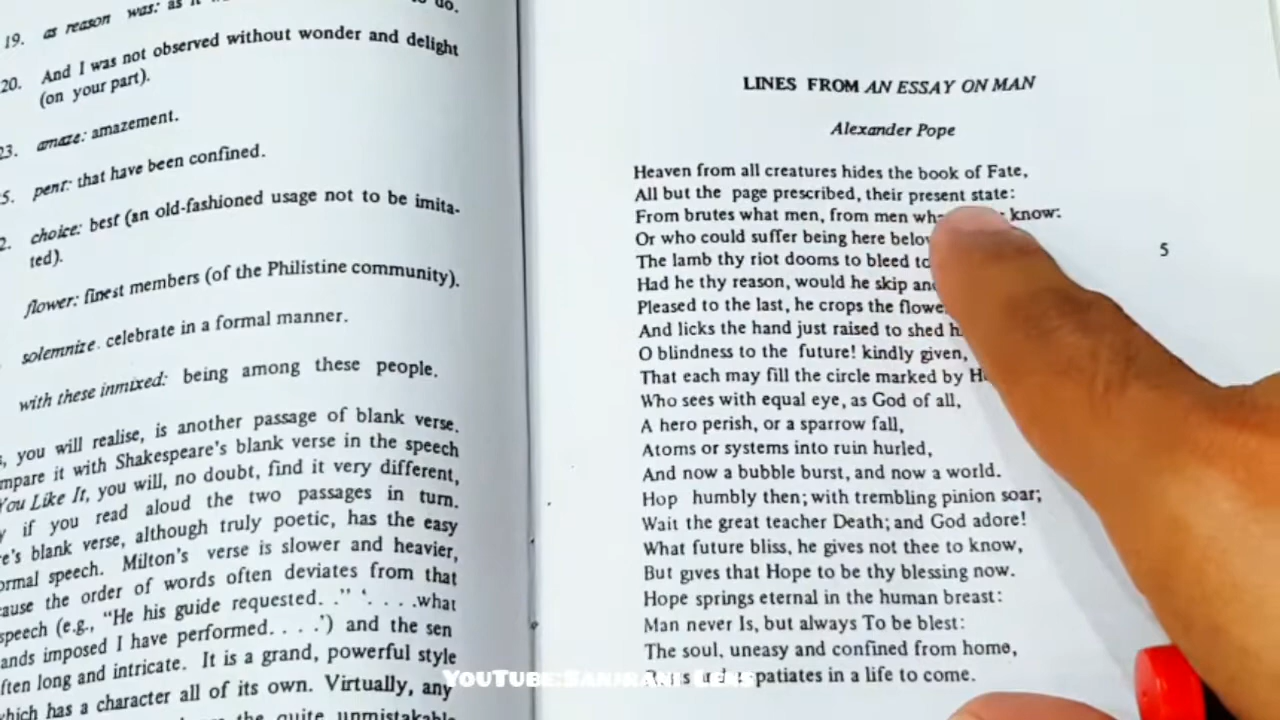 19. as reason was: as it do.
20. And I was not observed without wonder and delight
(on your part).
23. amaze: amazement.
5. pent: that have been confined.
2. choice: best (an old-fashioned usage not to be imita-
ted).
flower: finest members (of the Philistine community).
solemnize. celebrate in a formal manner.
with these inmixed: being among these people.
, you will realise, is another passage of blank verse.
mpare it with Shakespeare's blank verse in the speech
You Like It, you will, no doubt, find it very different,
y if you read aloud the two passages in turn.
re's blank verse, although truly poetic, has the easy
ormal speech. Milton's verse is slower and heavier,
ause the order of words often deviates from that
speech (e.g., "He his guide requested. ." '. . . .what
ands imposed I have performed. . . .') and the sen
ften long and intricate. It is a grand, powerful style
which has a character all of its own. Virtually, any
the quite unmistakable
LINES FROM AN ESSAY ON MAN
Alexander Pope
Heaven from all creatures hides the book of Fate,
All but the page prescribed, their present state:
From brutes what men, from men know:
Or who could suffer being here
The lamb thy riot dooms to bleed 5
Had he thy reason, would he skip
Pleased to the last, he crops the
And licks the hand just raised to shed
O blindness to the future! kindly given,
That each may fill the circle marked by
Who sees with equal eye, as God of all,
A hero perish, or a sparrow fall,
Atoms or systems into ruin hurled,
And now a bubble burst, and now a world.
Hop humbly then; with trembling pinion soar;
Wait the great teacher Death; and God adore!
What future bliss, he gives not thee to know,
But gives that Hope to be thy blessing now.
Hope springs eternal in the human breast:
Man never Is, but always To be blest:
The soul, uneasy and confined from home,
patiates in a life to come.
YouTube:Sanjrani Lens